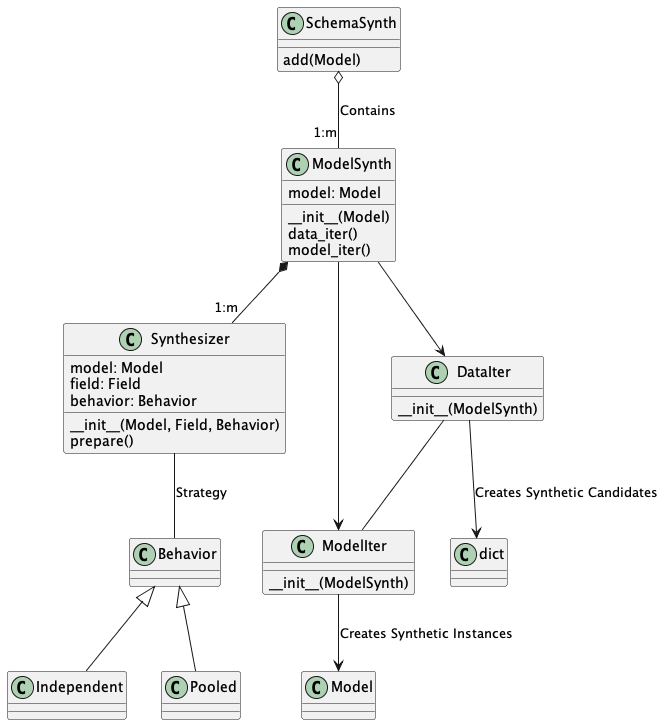 C SchemaSynth
add(Model)
Contains
1:m
C ModelSynth
model: Model
__init__(Model)
data_iter()
model_iter()
1:m
C Synthesizer
model: Model
field: Field
behavior: Behavior
__init__(Model, Field, Behavior)
prepare()
C DataIter
__init__(ModelSynth)
Strategy
Creates Synthetic Candidates
C Behavior
C ModelIter
__init__(ModelSynth)
C dict
Creates Synthetic Instances
C Independent
C Pooled
C Model